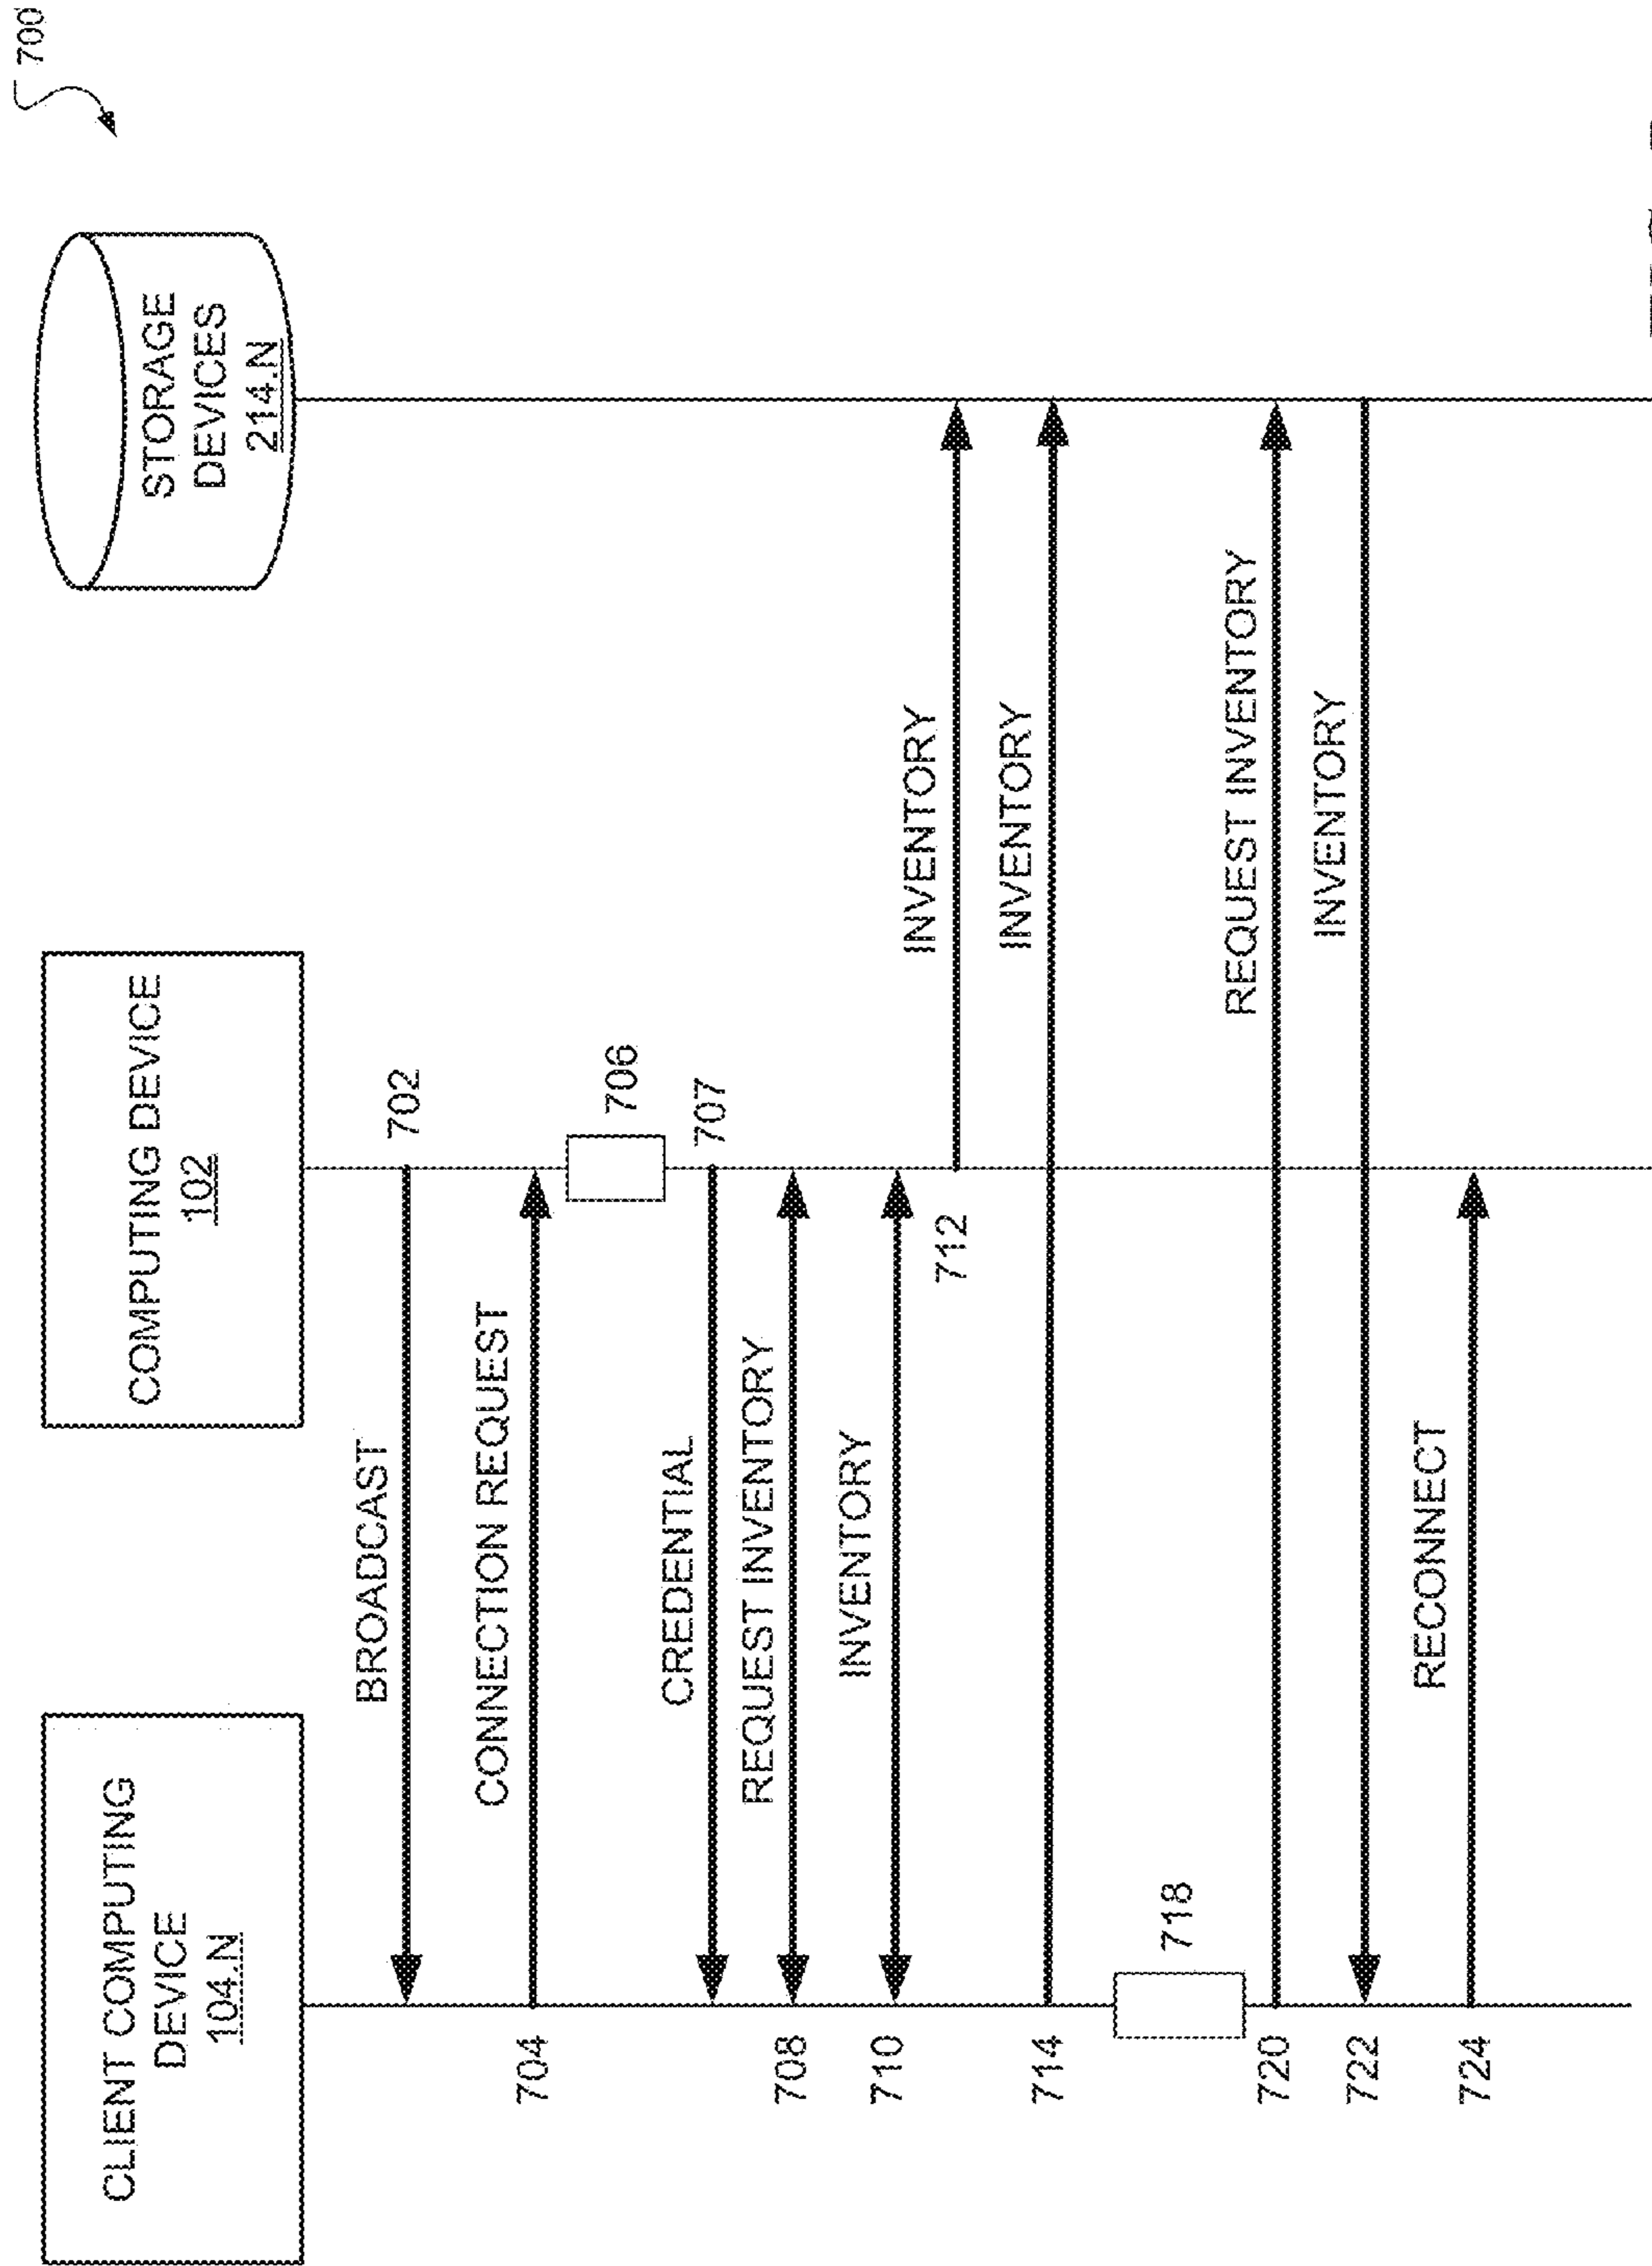 700
CLIENT COMPUTING
DEVICE
104.N
COMPUTING DEVICE
102
STORAGE
DEVICES
214.N
BROADCAST
702
CONNECTION REQUEST
704
706
CREDENTIAL
707
REQUEST INVENTORY
708
INVENTORY
710
INVENTORY
712
INVENTORY
714
718
REQUEST INVENTORY
720
INVENTORY
722
RECONNECT
724